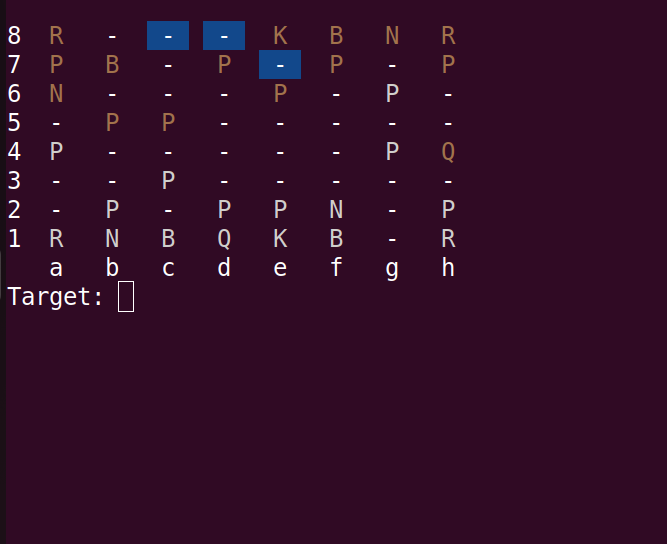 8 R - - - K B N R
7 P B - P - P - P
6 N - - - P - P -
5 - P P - - - - -
4 P - - - - - P Q
3 - - P - - - - -
2 - P - P P N - P
1 R N B Q K B - R
a b c d e f g h
Target: